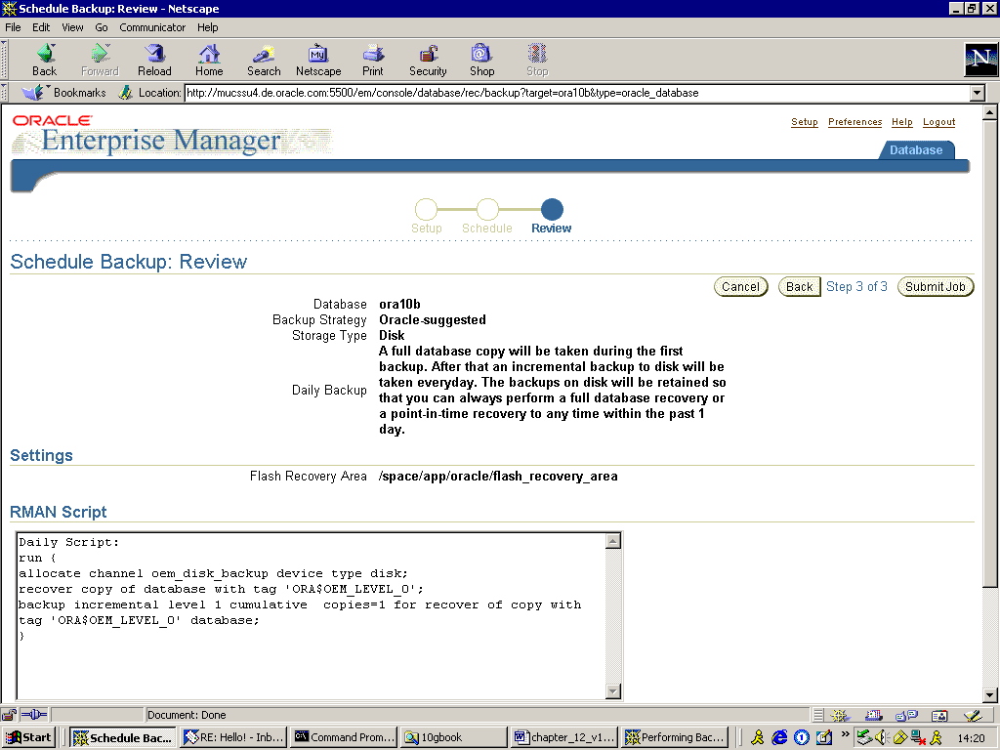 Schedule Backup: Review - Netscape
File Edit View Go Communicator Help
Back Forward Reload Home Search Netscape Print Security Shop Stop
My
N
Bookmarks Location: http://mucssu4.de.oracle.com:5500/em/console/database/rec/backup?target=ora10b&type=oracle_database
ORACLE
Enterprise Manager
Setup Preferences Help Logout
Database
Setup Schedule Review
Schedule Backup: Review
Cancel Back Step 3 of 3 Submit Job
Database ora10b
Backup Strategy Oracle-suggested
Storage Type Disk
Daily Backup A full database copy will be taken during the first
backup. After that an incremental backup to disk will be
taken everyday. The backups on disk will be retained so
that you can always perform a full database recovery or
a point-in-time recovery to any time within the past 1
day.
Settings
Flash Recovery Area /space/app/oracle/flash_recovery_area
RMAN Script
Daily Script:
run {
allocate channel oem_disk_backup device type disk;
recover copy of database with tag 'ORA$OEM_LEVEL_0';
backup incremental level 1 cumulative  copies=1 for recover of copy with
tag 'ORA$OEM_LEVEL_0' database;
}
Document: Done
Start Schedule Bac... RE: Hello! - Inb... Command Prom... 10gbook chapter_12_v1... Performing Bac... 14:20